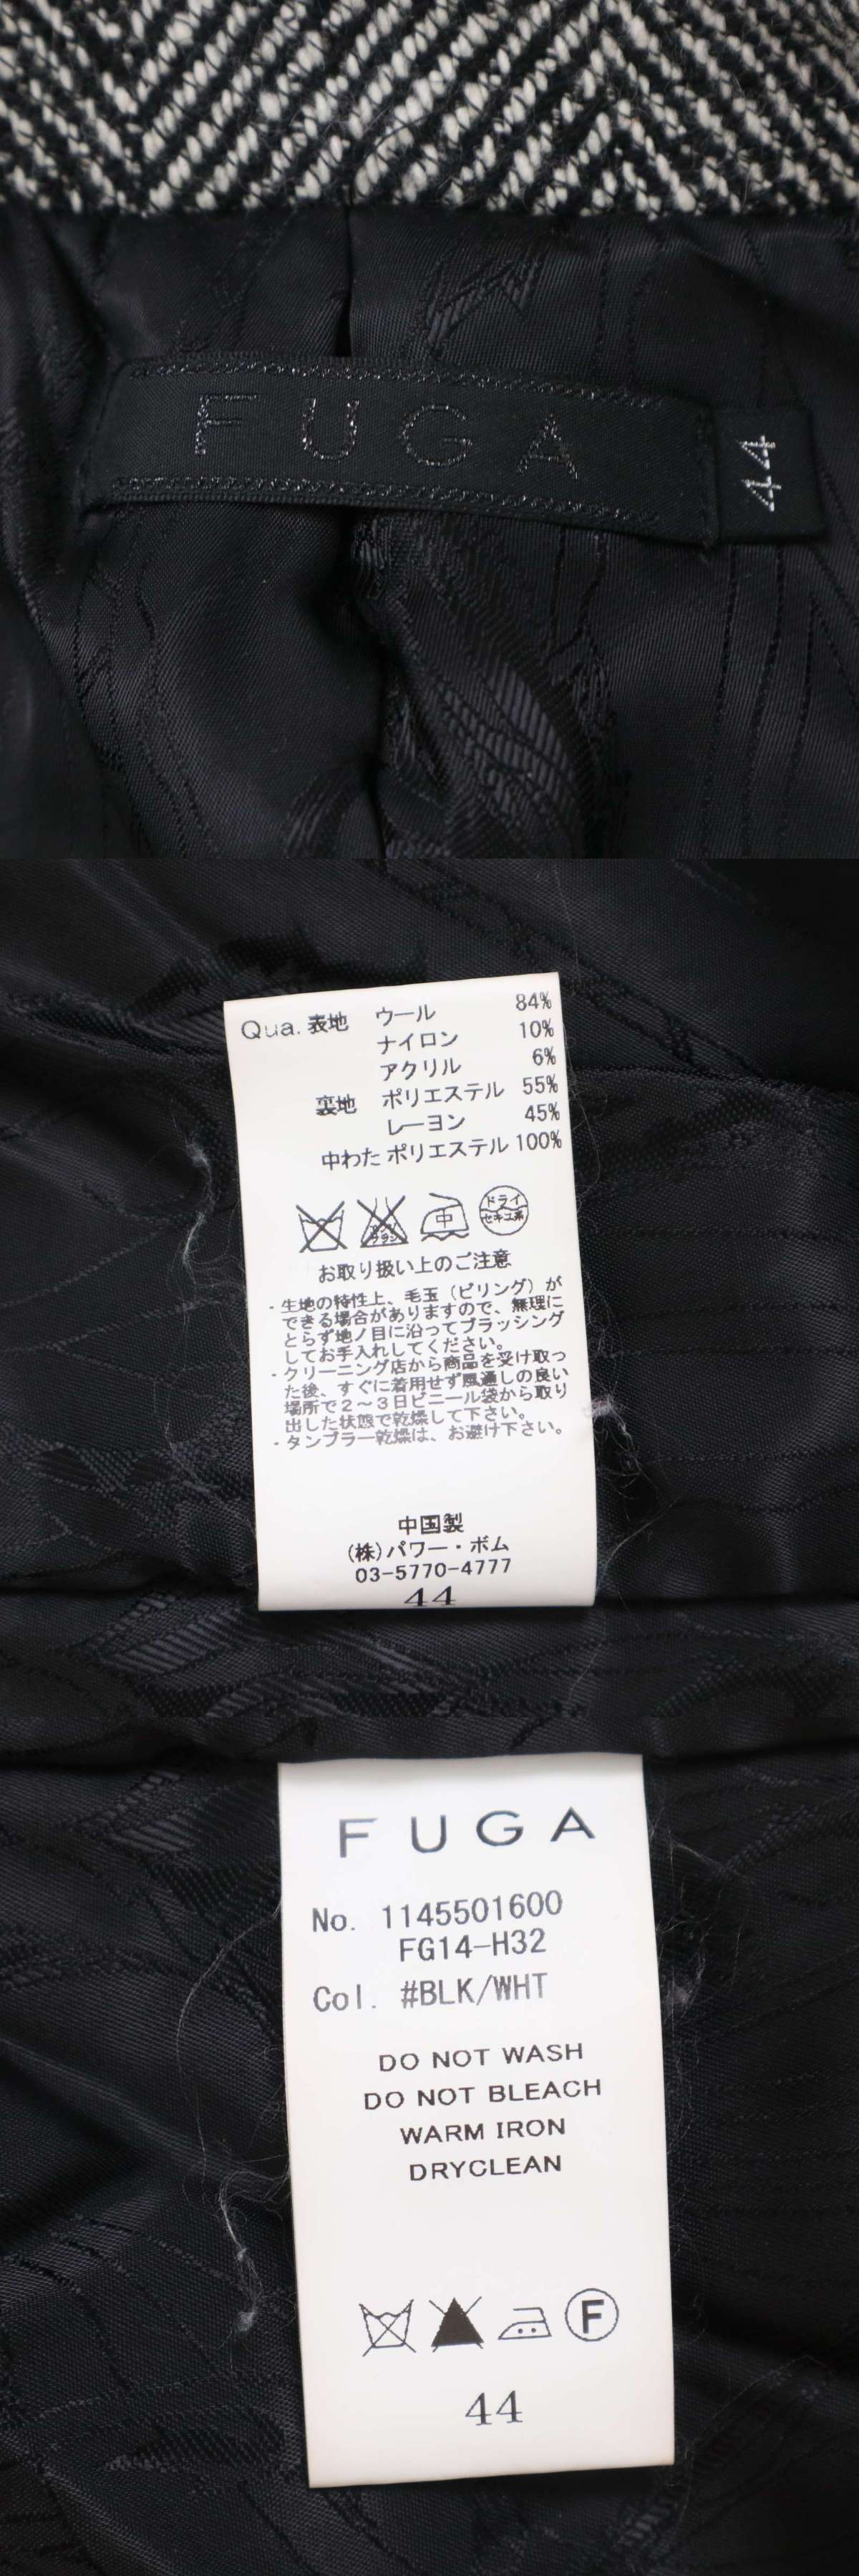 FUGA
44
Qua. 表地 ウール 84%
ナイロン 10%
アクリル 6%
裏地 ポリエステル 55%
レーヨン 45%
中わた ポリエステル 100%
エンソ
サラシ
中
ドライ
セキユ系
お取り扱い上のご注意
・生地の特性上、毛玉（ピリング）が
できる場合がありますので、無理に
とらず地ノ目に沿ってブラッシング
してお手入れしてください。
・クリーニング店から商品を受け取っ
た後、すぐに着用せず風通しの良い
場所で２～３日ビニール袋から取り
出した状態で乾燥して下さい。
・タンブラー乾燥は、お避け下さい。
中国製
(株)パワー・ボム
03-5770-4777
44
FUGA
No. 1145501600
FG14-H32
Col. #BLK/WHT
DO NOT WASH
DO NOT BLEACH
WARM IRON
DRYCLEAN
F
44